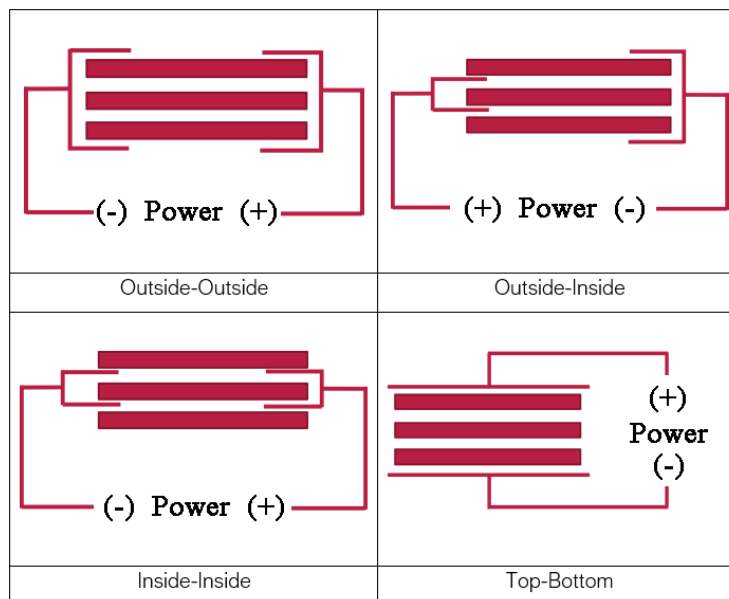 (-) Power (+)
Outside-Outside
(+) Power (-)
Outside-Inside
(-) Power (+)
Inside-Inside
(+)
Power
(-)
Top-Bottom